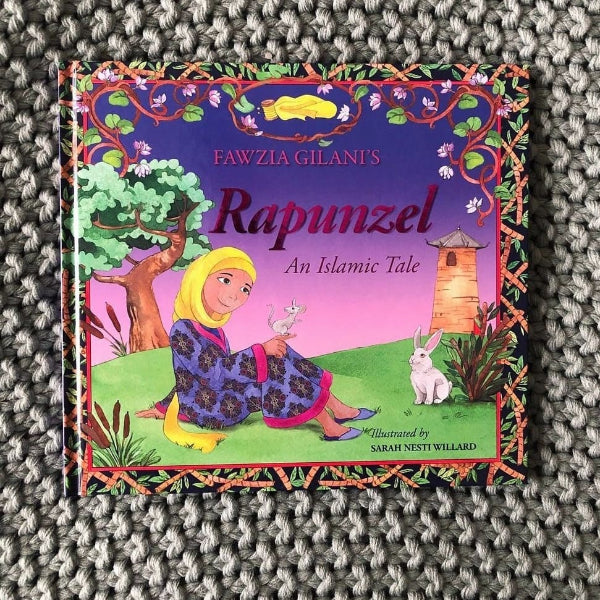 FAWZIA GILANI'S
Rapunzel
An Islamic Tale
Illustrated by
SARAH NESTI WILLARD